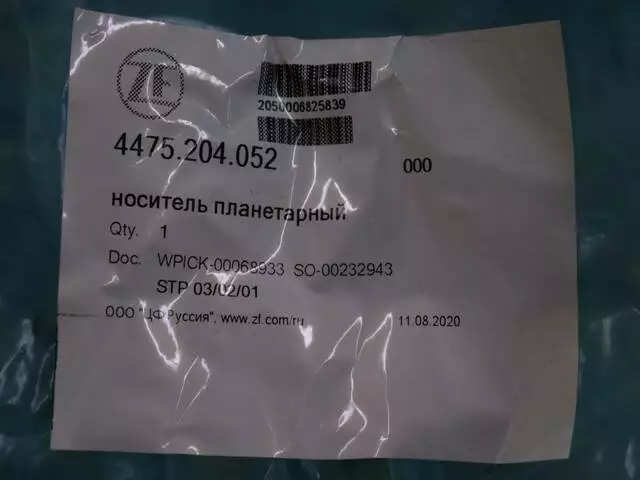 ZF
2050006825839
4475.204.052 000
носитель планетарный
Qty. 1
Doc. WPICK-00068933 SO-00232943
STP 03/02/01
ООО "ЦФ Руссия", www.zf.com/ru 11.08.2020